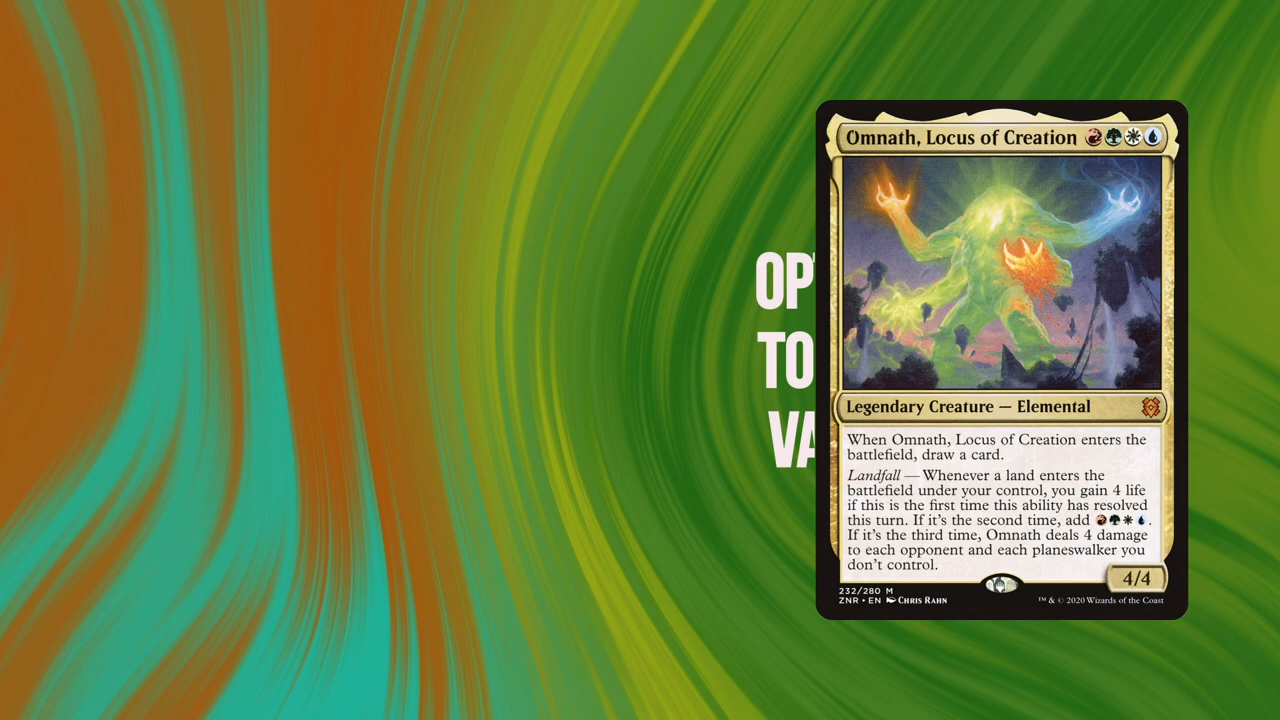 OP
TO
VA
Omnath, Locus of Creation
Legendary Creature — Elemental
When Omnath, Locus of Creation enters the
battlefield, draw a card.
Landfall — Whenever a land enters the
battlefield under your control, you gain 4 life
if this is the first time this ability has resolved
this turn. If it's the second time, add
If it's the third time, Omnath deals 4 damage
to each opponent and each planeswalker you
don't control.
4/4
232/280 M
ZNR • EN Chris Rahn
™ & © 2020 Wizards of the Coast